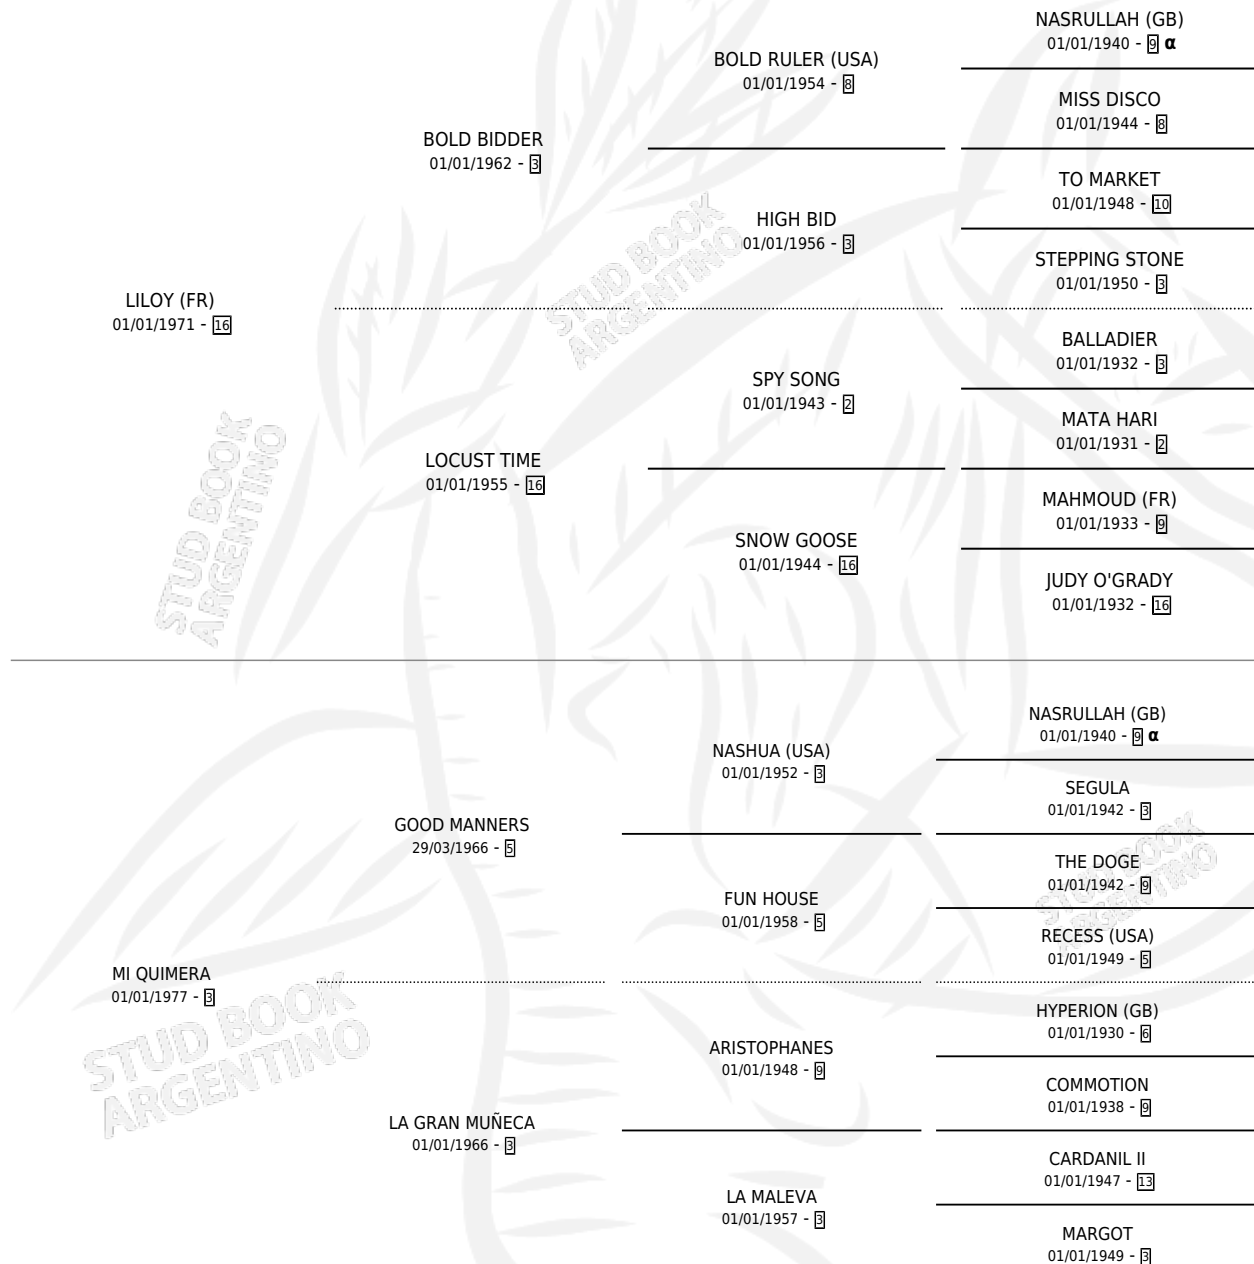 NASRULLAH (GB)
01/01/1940 - 9 α
BOLD RULER (USA)
01/01/1954 - 8
MISS DISCO
01/01/1944 - 8
BOLD BIDDER
01/01/1962 - 3
TO MARKET
01/01/1948 - 10
HIGH BID
01/01/1956 - 3
STEPPING STONE
01/01/1950 - 3
LILOY (FR)
01/01/1971 - 16
BALLADIER
01/01/1932 - 3
SPY SONG
01/01/1943 - 2
MATA HARI
01/01/1931 - 2
LOCUST TIME
01/01/1955 - 16
MAHMOUD (FR)
01/01/1933 - 9
SNOW GOOSE
01/01/1944 - 16
JUDY O'GRADY
01/01/1932 - 16
NASRULLAH (GB)
01/01/1940 - 9 α
NASHUA (USA)
01/01/1952 - 3
SEGULA
01/01/1942 - 3
GOOD MANNERS
29/03/1966 - 5
THE DOGE
01/01/1942 - 9
FUN HOUSE
01/01/1958 - 5
RECESS (USA)
01/01/1949 - 5
MI QUIMERA
01/01/1977 - 3
HYPERION (GB)
01/01/1930 - 6
ARISTOPHANES
01/01/1948 - 9
COMMOTION
01/01/1938 - 9
LA GRAN MUÑECA
01/01/1966 - 3
CARDANIL II
01/01/1947 - 13
LA MALEVA
01/01/1957 - 3
MARGOT
01/01/1949 - 3
STUD BOOK
ARGENTINO
STUD BOOK
ARGENTINO
STUD BOOK
ARGENTINO
STUD BOOK
ARGENTINO